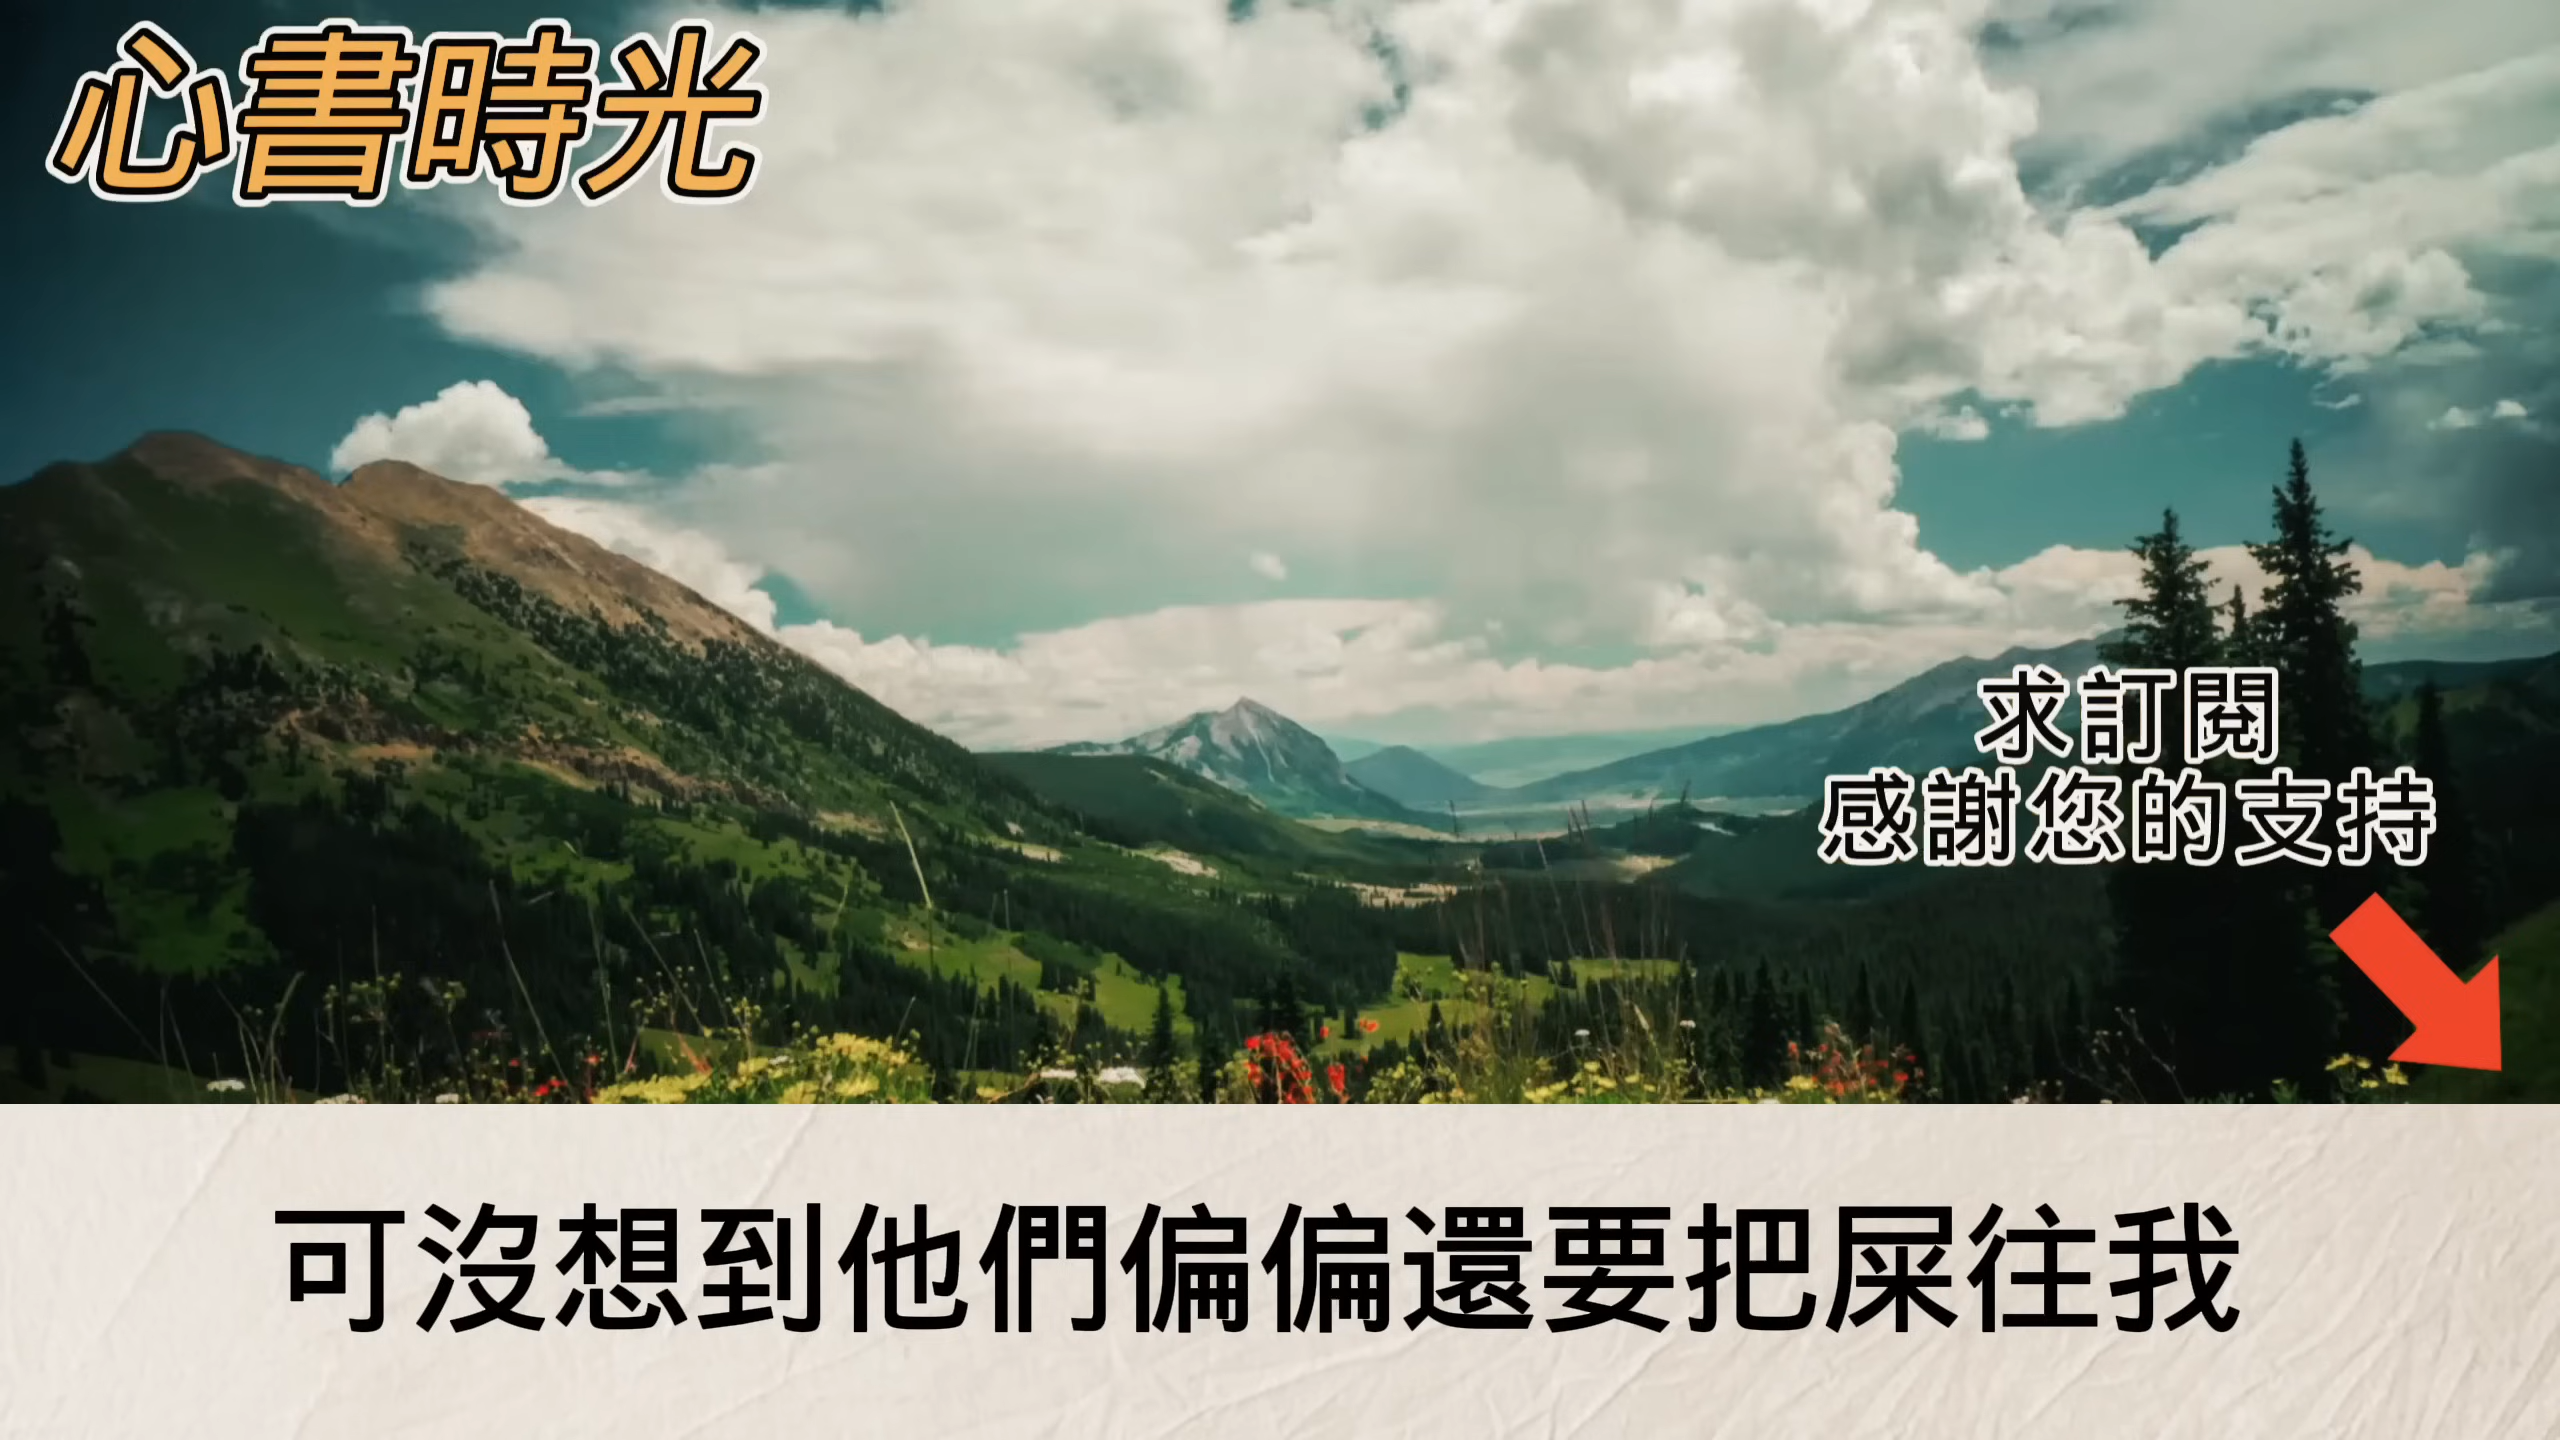 心書時光
求訂閱
感謝您的支持
可沒想到他們偏偏還要把屎往我